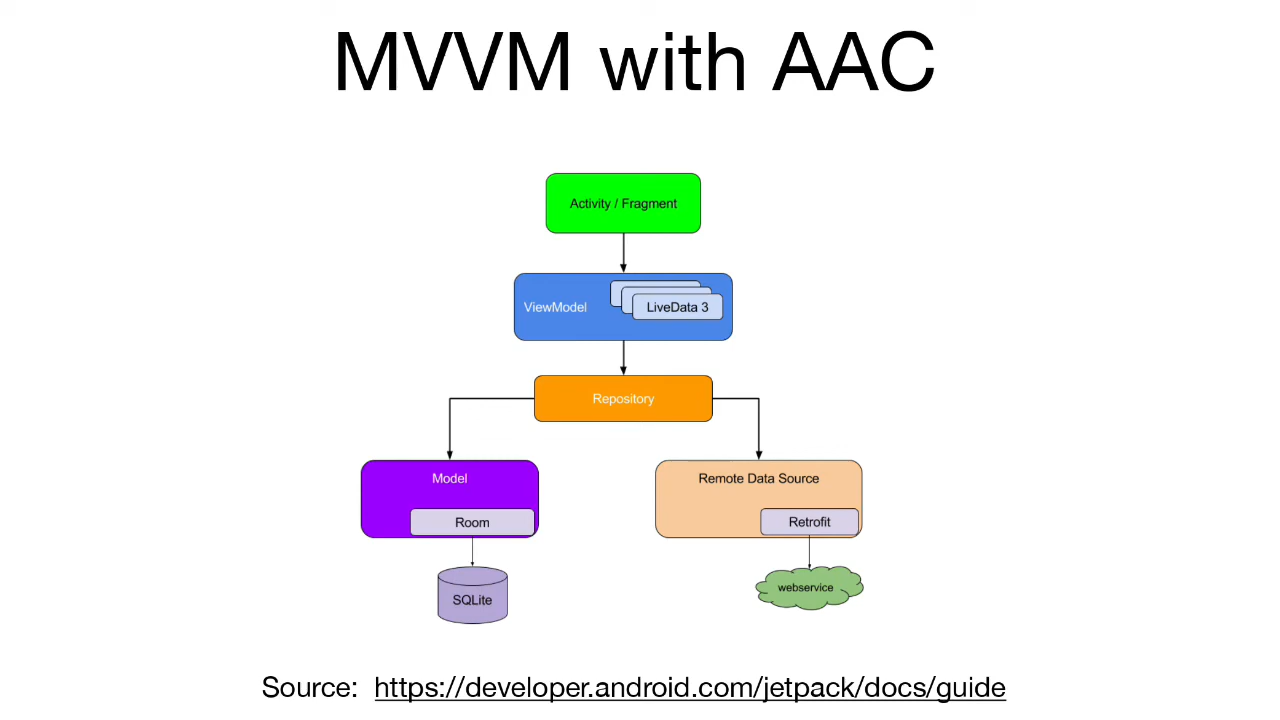 MVVM with AAC
Activity / Fragment
ViewModel
LiveData 3
Repository
Model
Remote Data Source
Room
Retrofit
SQLite
webservice
Source: https://developer.android.com/jetpack/docs/guide